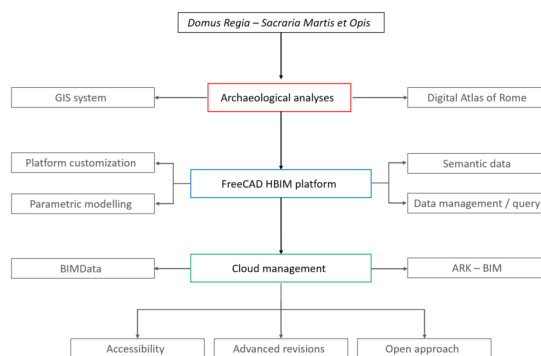 Domus Regia – Sacraria Martis et Opis
GIS system
Archaeological analyses
Digital Atlas of Rome
Platform customization
Semantic data
FreeCAD HBIM platform
Parametric modelling
Data management / query
BIMData
Cloud management
ARK – BIM
Accessibility
Advanced revisions
Open approach